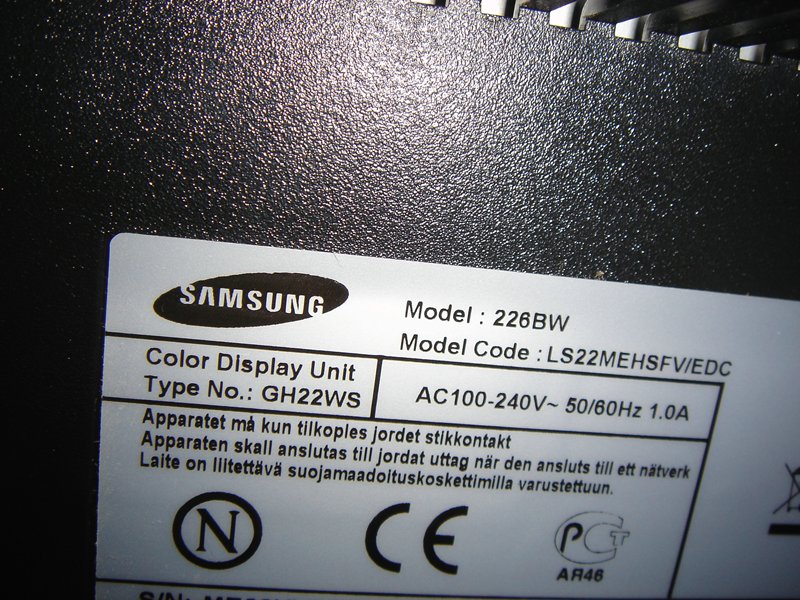 SAMSUNG
Model : 226BW
Model Code : LS22MEHSFV/EDC
Color Display Unit
Type No.: GH22WS
AC100-240V~ 50/60Hz 1.0A
Apparatet må kun tilkoples jordet stikkontakt
Apparaten skall anslutas till jordat uttag när den ansluts till ett nätverk
Laite on liitettävä suojamaadoituskoskettimilla varustettuun.
N
CE
РСТ
АЯ46
S/N: